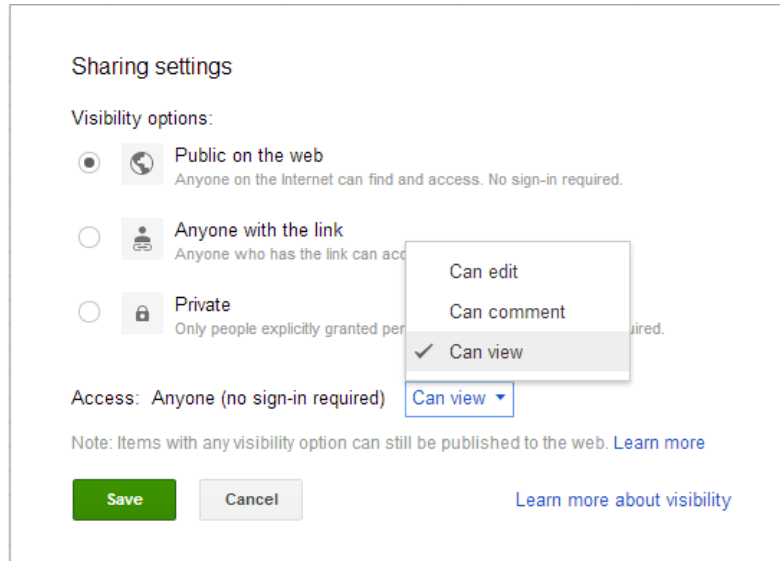 Sharing settings
Visibility options:
Public on the web
Anyone on the Internet can find and access. No sign-in required.
Anyone with the link
Anyone who has the link can acc
Private
Only people explicitly granted per
ired.
Can edit
Can comment
Can view
Access: Anyone (no sign-in required) Can view
Note: Items with any visibility option can still be published to the web. Learn more
Save Cancel Learn more about visibility